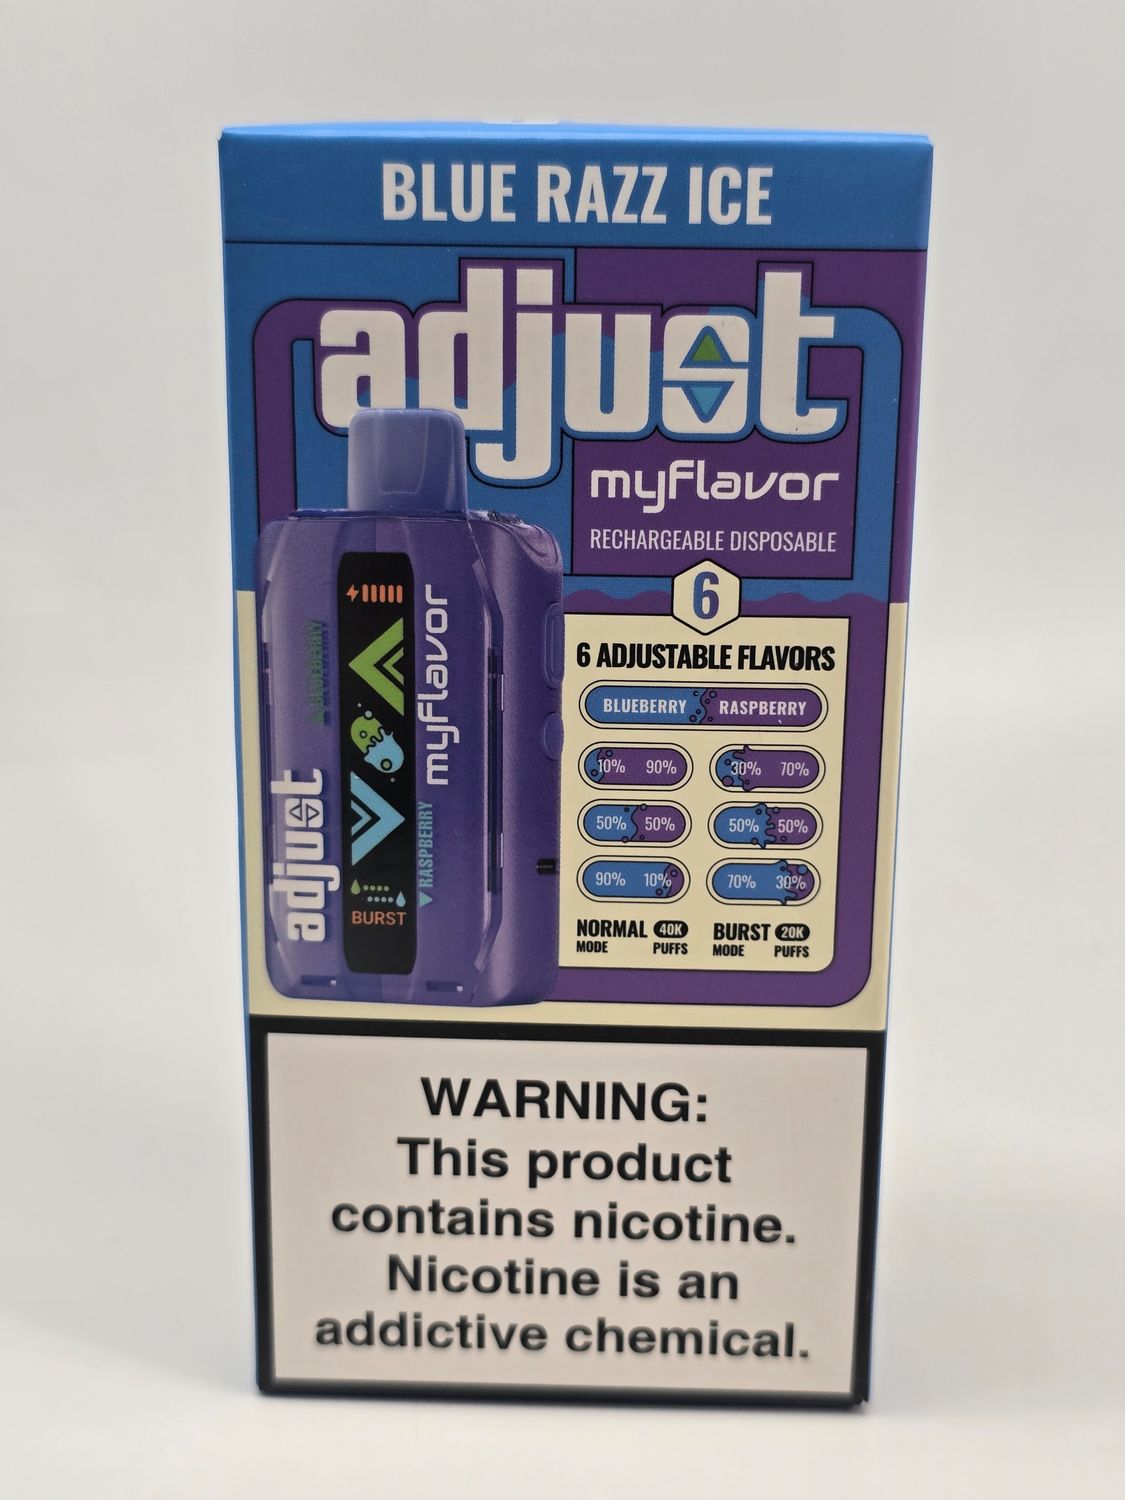 BLUE RAZZ ICE
adjust
myflavor
RECHARGEABLE DISPOSABLE
6
6 ADJUSTABLE FLAVORS
BLUEBERRY RASPBERRY
10% 90% 30% 70%
50% 50% 50% 50%
90% 10% 70% 30%
NORMAL 40K BURST 20K
MODE PUFFS MODE PUFFS
BLUEBERRY
myflavor
adjust
RASPBERRY
BURST
WARNING:
This product
contains nicotine.
Nicotine is an
addictive chemical.